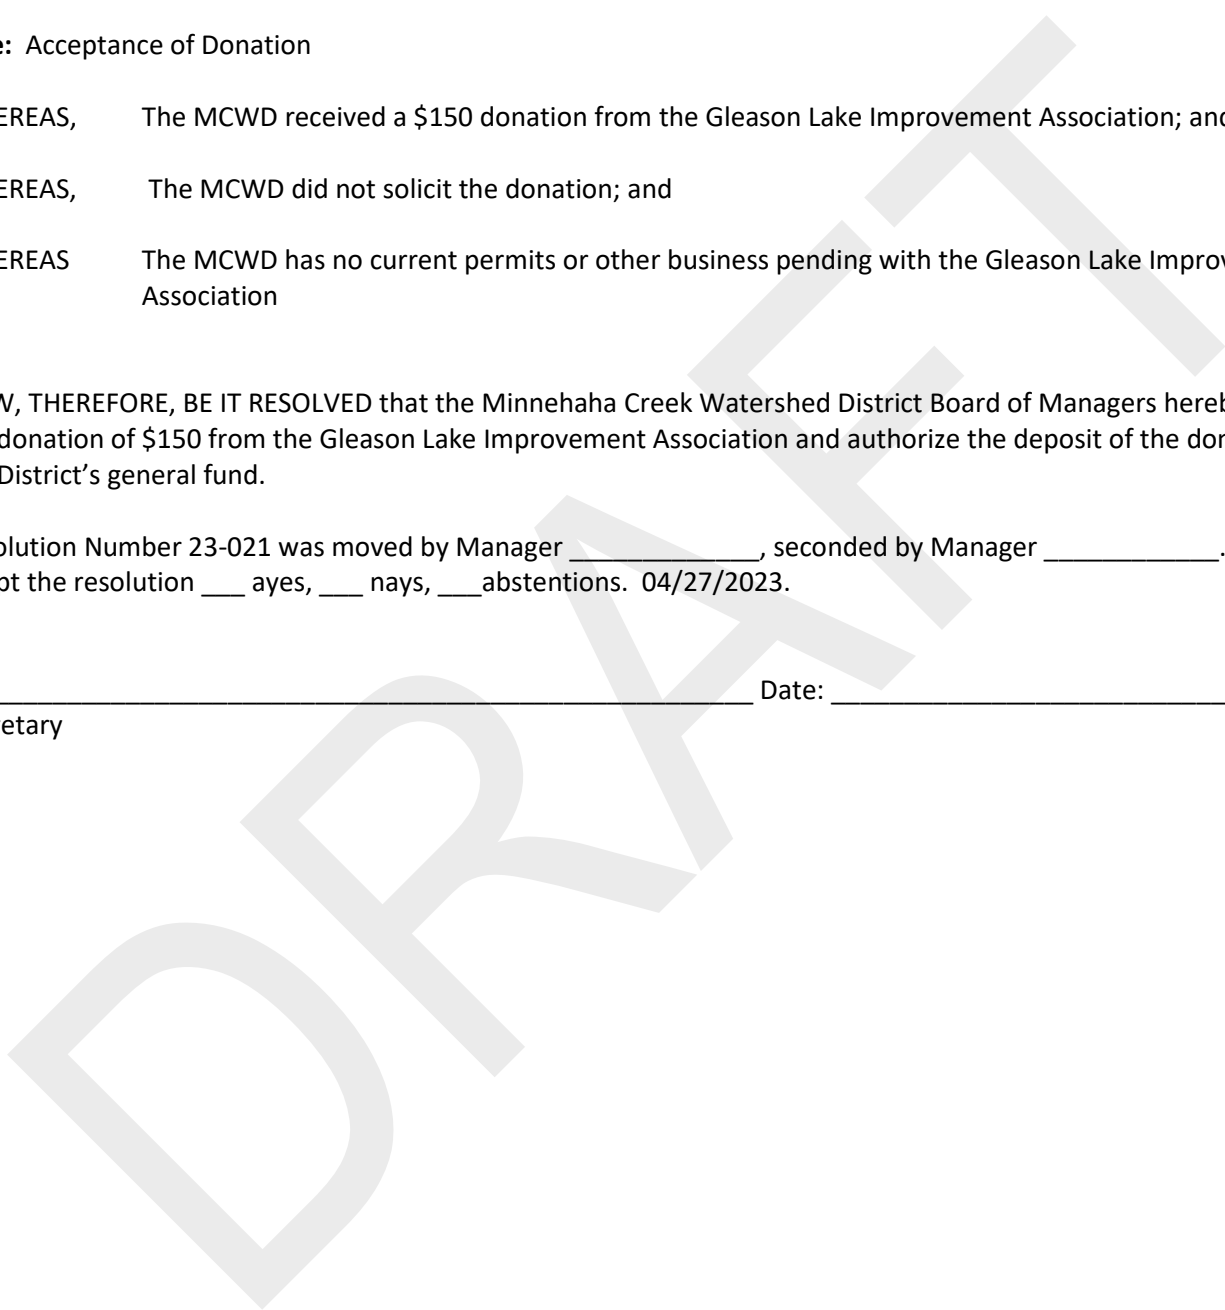 e: Acceptance of Donation
EREAS, The MCWD received a $150 donation from the Gleason Lake Improvement Association; and
EREAS, The MCWD did not solicit the donation; and
EREAS The MCWD has no current permits or other business pending with the Gleason Lake Improv
Association
W, THEREFORE, BE IT RESOLVED that the Minnehaha Creek Watershed District Board of Managers hereb
donation of $150 from the Gleason Lake Improvement Association and authorize the deposit of the don
District’s general fund.
olution Number 23-021 was moved by Manager _____________, seconded by Manager ____________.
pt the resolution ___ ayes, ___ nays, ___abstentions. 04/27/2023.
____________________________________________________ Date: ___________________________
retary
DRAFT